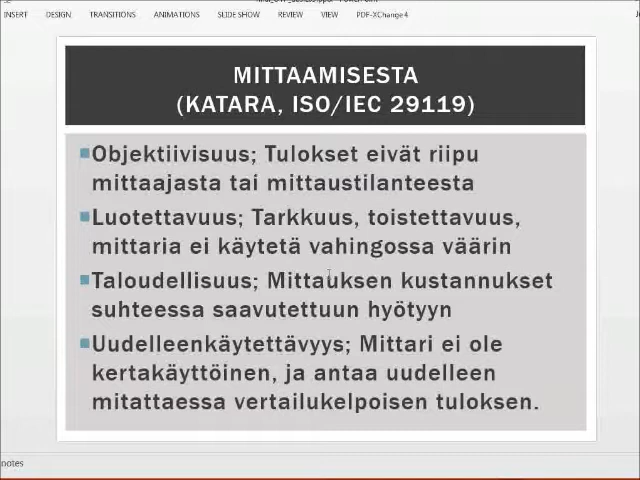 INSERT DESIGN TRANSITIONS ANIMATIONS SLIDE SHOW REVIEW VIEW PDF-XChange 4
MITTAAMISESTA
(KATARA, ISO/IEC 29119)
Objektiivisuus; Tulokset eivät riipu
mittaajasta tai mittaustilanteesta
Luotettavuus; Tarkkuus, toistettavuus,
mittaria ei käytetä vahingossa väärin
Taloudellisuus; Mittauksen kustannukset
suhteessa saavutettuun hyötyyn
Uudelleenkäytettävyys; Mittari ei ole
kertakäyttöinen, ja antaa uudelleen
mitattaessa vertailukelpoisen tuloksen.
notes